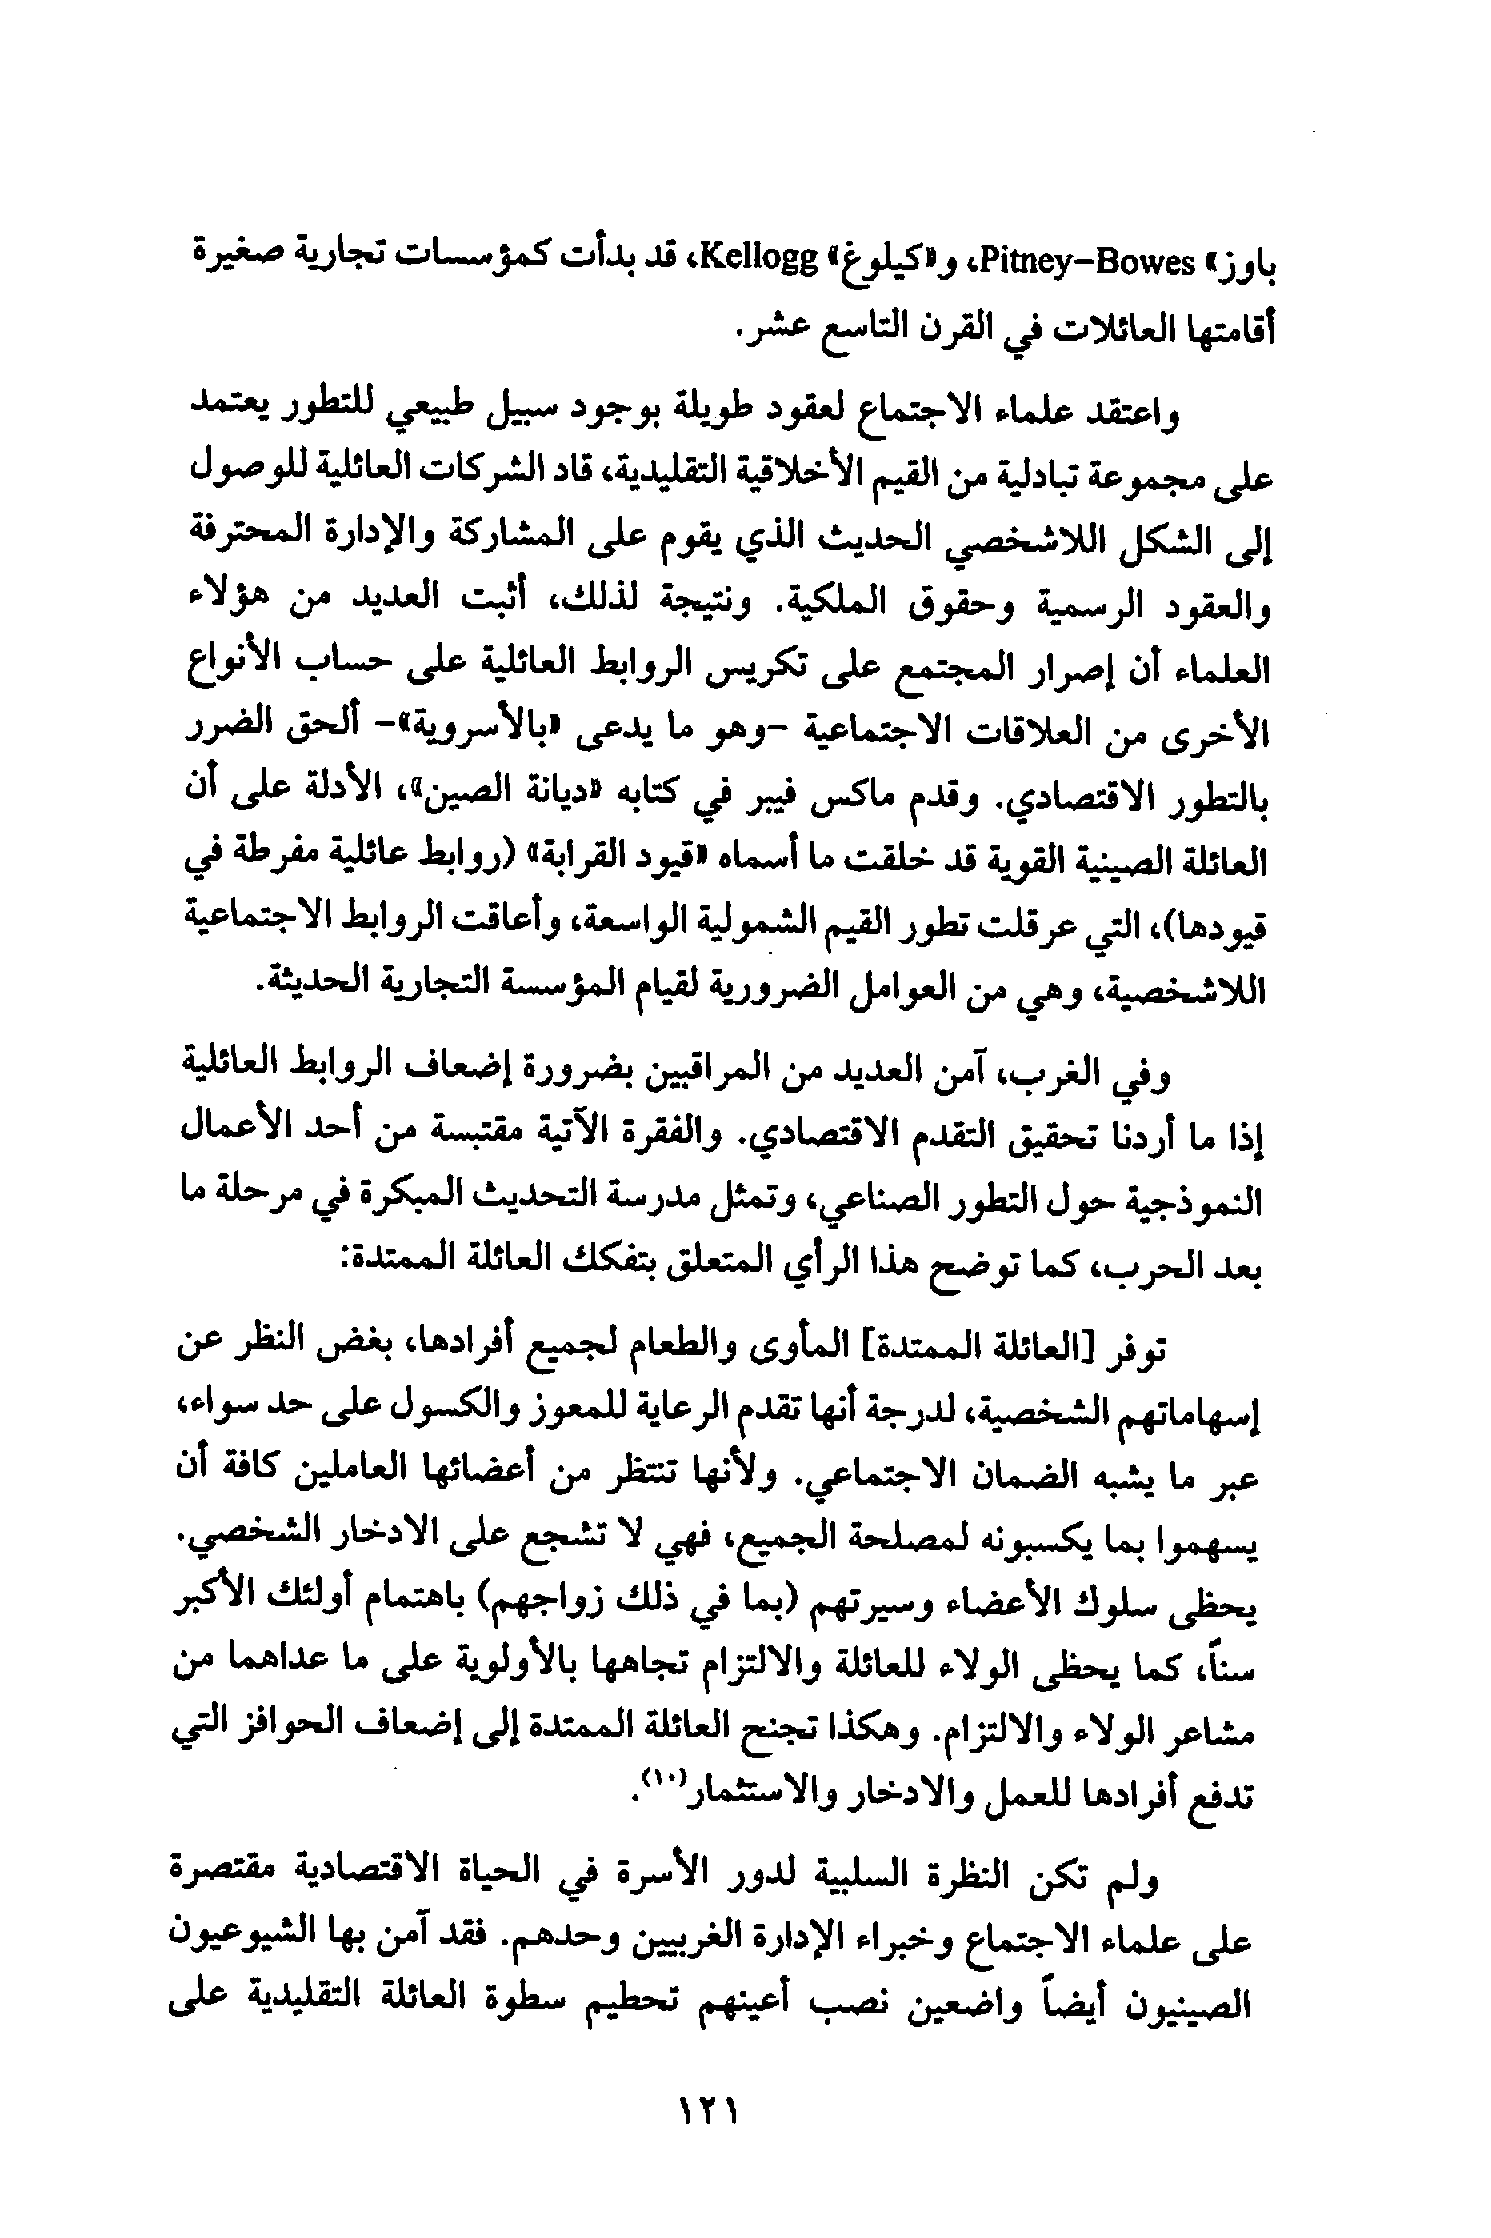 باوز» Pitney-Bowes، و«كيلوغ» Kellogg، قد بدأت كمؤسسات تجارية صغيرة
أقامتها العائلات في القرن التاسع عشر.
واعتقد علماء الاجتماع لعقود طويلة بوجود سبيل طبيعي للتطور يعتمد
على مجموعة تبادلية من القيم الأخلاقية التقليدية، قاد الشركات العائلية للوصول
إلى الشكل اللاشخصي الحديث الذي يقوم على المشاركة والإدارة المحترفة
والعقود الرسمية وحقوق الملكية. ونتيجة لذلك، أثبت العديد من هؤلاء
العلماء أن إصرار المجتمع على تكريس الروابط العائلية على حساب الأنواع
الأخرى من العلاقات الاجتماعية -وهو ما يدعى «بالأسروية»- ألحق الضرر
بالتطور الاقتصادي. وقدم ماكس فيبر في كتابه «ديانة الصين»، الأدلة على أن
العائلة الصينية القوية قد خلقت ما أسماه «قيود القرابة» (روابط عائلية مفرطة في
قيودها)، التي عرقلت تطور القيم الشمولية الواسعة، وأعاقت الروابط الاجتماعية
اللاشخصية، وهي من العوامل الضرورية لقيام المؤسسة التجارية الحديثة.
وفي الغرب، آمن العديد من المراقبين بضرورة إضعاف الروابط العائلية
إذا ما أردنا تحقيق التقدم الاقتصادي. والفقرة الآتية مقتبسة من أحد الأعمال
النموذجية حول التطور الصناعي، وتمثل مدرسة التحديث المبكرة في مرحلة ما
بعد الحرب، كما توضح هذا الرأي المتعلق بتفكك العائلة الممتدة:
توفر [العائلة الممتدة] المأوى والطعام لجميع أفرادها، بغض النظر عن
إسهاماتهم الشخصية، لدرجة أنها تقدم الرعاية للمعوز والكسول على حد سواء،
عبر ما يشبه الضمان الاجتماعي. ولأنها تنتظر من أعضائها العاملين كافة أن
يسهموا بما يكسبونه لمصلحة الجميع، فهي لا تشجع على الادخار الشخصي.
يحظى سلوك الأعضاء وسيرتهم (بما في ذلك زواجهم) باهتمام أولئك الأكبر
سناً، كما يحظى الولاء للعائلة والالتزام تجاهها بالأولوية على ما عداهما من
مشاعر الولاء والالتزام. وهكذا تجنح العائلة الممتدة إلى إضعاف الحوافز التي
تدفع أفرادها للعمل والادخار والاستثمار(١٠).
ولم تكن النظرة السلبية لدور الأسرة في الحياة الاقتصادية مقتصرة
على علماء الاجتماع وخبراء الإدارة الغربيين وحدهم. فقد آمن بها الشيوعيون
الصينيون أيضاً واضعين نصب أعينهم تحطيم سطوة العائلة التقليدية على
١٢١